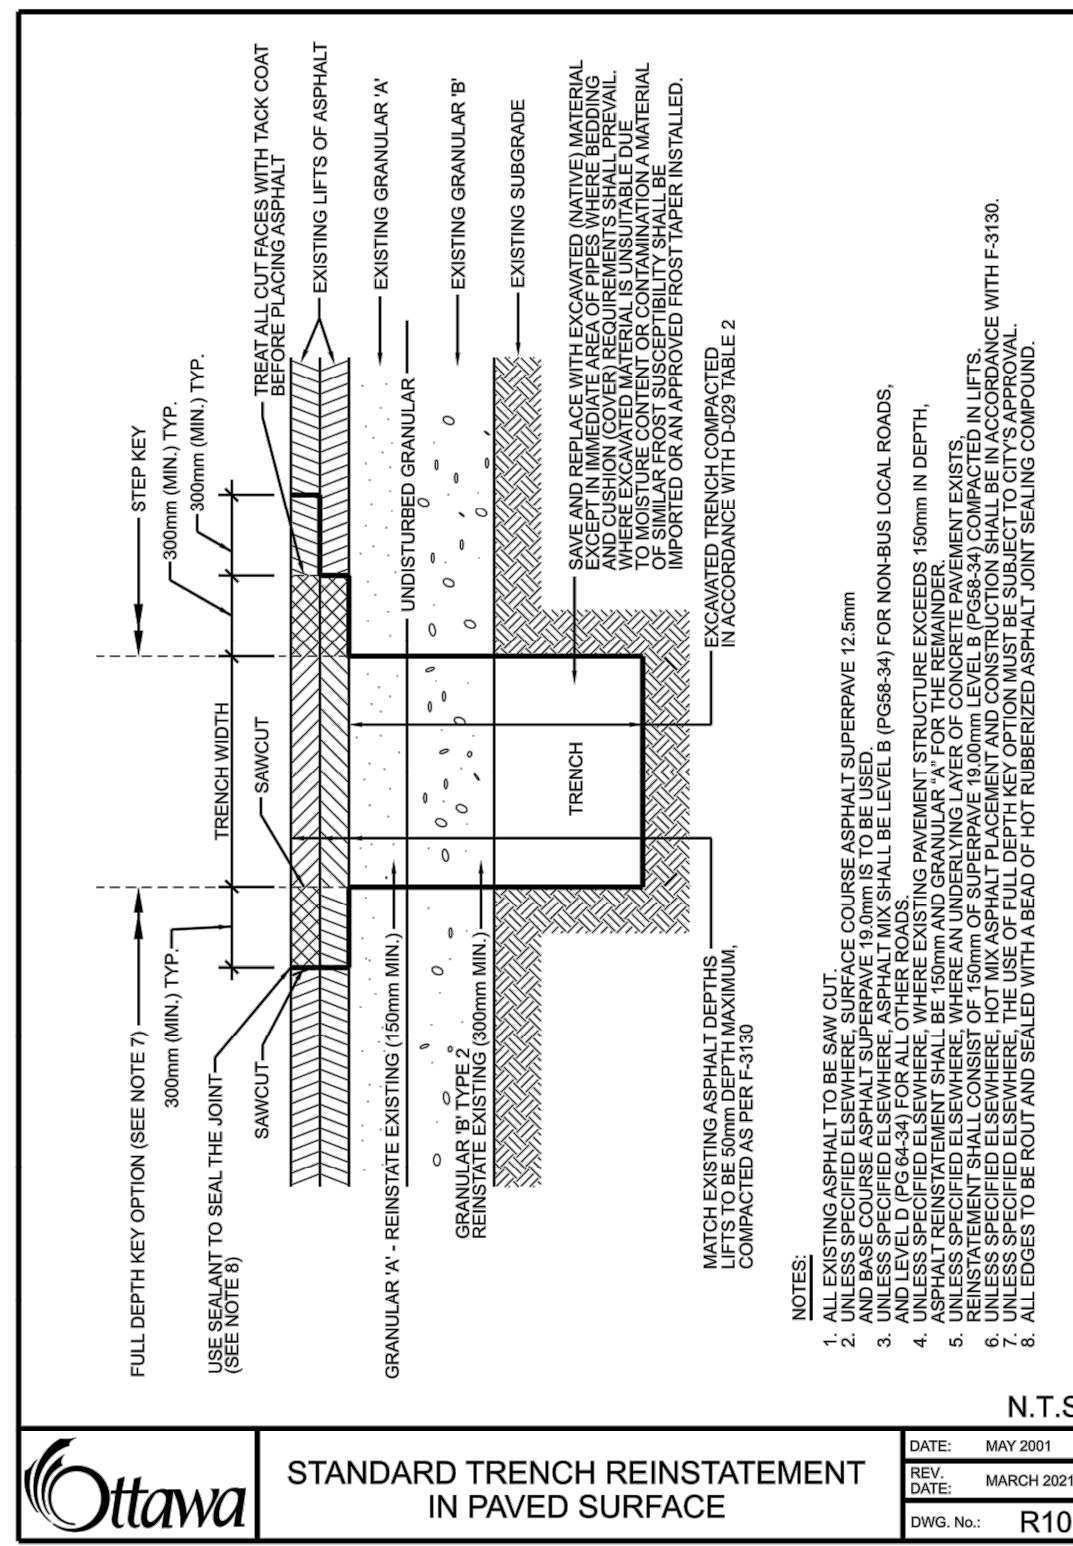 FULL DEPTH KEY OPTION (SEE NOTE 7)
STEP KEY
300mm (MIN.) TYP.
300mm (MIN.) TYP.
300mm (MIN.) TYP.
TRENCH WIDTH
USE SEALANT TO SEAL THE JOINT
(SEE NOTE 8)
SAWCUT
SAWCUT
TREAT ALL CUT FACES WITH TACK COAT
BEFORE PLACING ASPHALT
EXISTING LIFTS OF ASPHALT
GRANULAR 'A' - REINSTATE EXISTING (150mm MIN.)
EXISTING GRANULAR 'A'
UNDISTURBED GRANULAR
GRANULAR 'B' TYPE 2
REINSTATE EXISTING (300mm MIN.)
EXISTING GRANULAR 'B'
EXISTING SUBGRADE
TRENCH
SAVE AND REPLACE WITH EXCAVATED (NATIVE) MATERIAL
EXCEPT IN IMMEDIATE AREA OF PIPES WHERE BEDDING
AND CUSHION (COVER) REQUIREMENTS SHALL PREVAIL.
WHERE EXCAVATED MATERIAL IS UNSUITABLE DUE
TO MOISTURE CONTENT OR CONTAMINATION A MATERIAL
OF SIMILAR FROST SUSCEPTIBILITY SHALL BE
IMPORTED OR AN APPROVED FROST TAPER INSTALLED.
MATCH EXISTING ASPHALT DEPTHS
LIFTS TO BE 50mm DEPTH MAXIMUM,
COMPACTED AS PER F-3130
EXCAVATED TRENCH COMPACTED
IN ACCORDANCE WITH D-029 TABLE 2
NOTES:
1. ALL EXISTING ASPHALT TO BE SAW CUT.
2. UNLESS SPECIFIED ELSEWHERE, SURFACE COURSE ASPHALT SUPERPAVE 12.5mm
AND BASE COURSE ASPHALT SUPERPAVE 19.0mm IS TO BE USED.
3. UNLESS SPECIFIED ELSEWHERE, ASPHALT MIX SHALL BE LEVEL B (PG58-34) FOR NON-BUS LOCAL ROADS,
AND LEVEL D (PG 64-34) FOR ALL OTHER ROADS.
4. UNLESS SPECIFIED ELSEWHERE, WHERE EXISTING PAVEMENT STRUCTURE EXCEEDS 150mm IN DEPTH,
ASPHALT REINSTATEMENT SHALL BE 150mm AND GRANULAR "A" FOR THE REMAINDER.
5. UNLESS SPECIFIED ELSEWHERE, WHERE AN UNDERLYING LAYER OF CONCRETE PAVEMENT EXISTS,
REINSTATEMENT SHALL CONSIST OF 150mm OF SUPERPAVE 19.00mm LEVEL B (PG58-34) COMPACTED IN LIFTS.
6. UNLESS SPECIFIED ELSEWHERE, HOT MIX ASPHALT PLACEMENT AND CONSTRUCTION SHALL BE IN ACCORDANCE WITH F-3130.
7. UNLESS SPECIFIED ELSEWHERE, THE USE OF FULL DEPTH KEY OPTION MUST BE SUBJECT TO CITY'S APPROVAL.
8. ALL EDGES TO BE ROUT AND SEALED WITH A BEAD OF HOT RUBBERIZED ASPHALT JOINT SEALING COMPOUND.
N.T.S
Ottawa
STANDARD TRENCH REINSTATEMENT
IN PAVED SURFACE
DATE: MAY 2001
REV. DATE: MARCH 2021
DWG. No.: R10